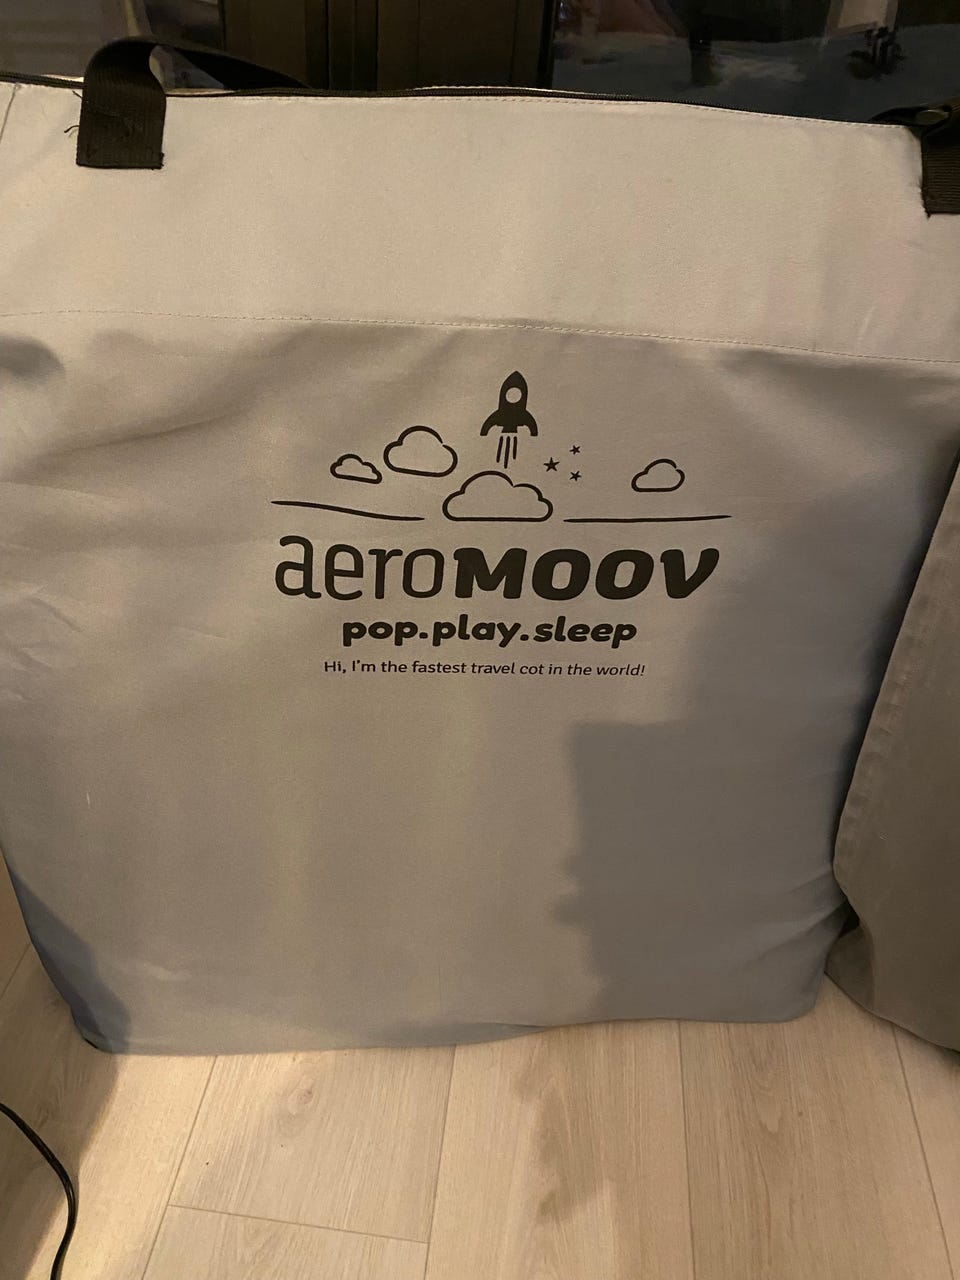 aeroMOOV
pop.play.sleep
Hi, I'm the fastest travel cot in the world!